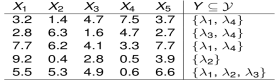 X₁ X₂ X₃ X₄ X₅ Y ⊆ 𝒴
3.2 1.4 4.7 7.5 3.7 {λ₁, λ₄}
2.8 6.3 1.6 4.7 2.7 {λ₃, λ₄}
7.7 6.2 4.1 3.3 7.7 {λ₁, λ₄}
9.2 0.4 2.8 0.5 3.9 {λ₂}
5.5 5.3 4.9 0.6 6.6 {λ₁, λ₂, λ₃}